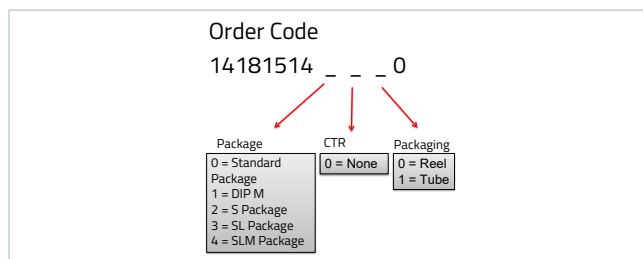 Order Code
14181514 _ _ _ 0
Package
0 = Standard
Package
1 = DIP M
2 = S Package
3 = SL Package
4 = SLM Package
CTR
0 = None
Packaging
0 = Reel
1 = Tube